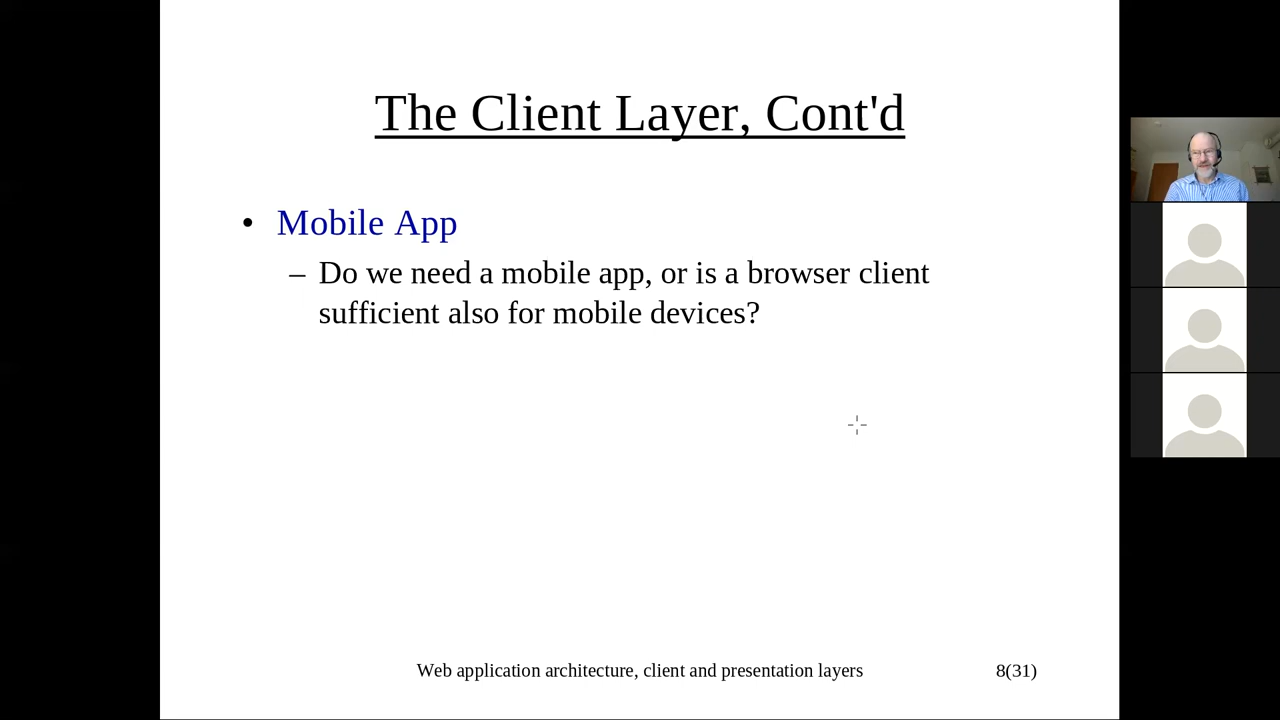 The Client Layer, Cont'd
• Mobile App
– Do we need a mobile app, or is a browser client
sufficient also for mobile devices?
Web application architecture, client and presentation layers
8(31)